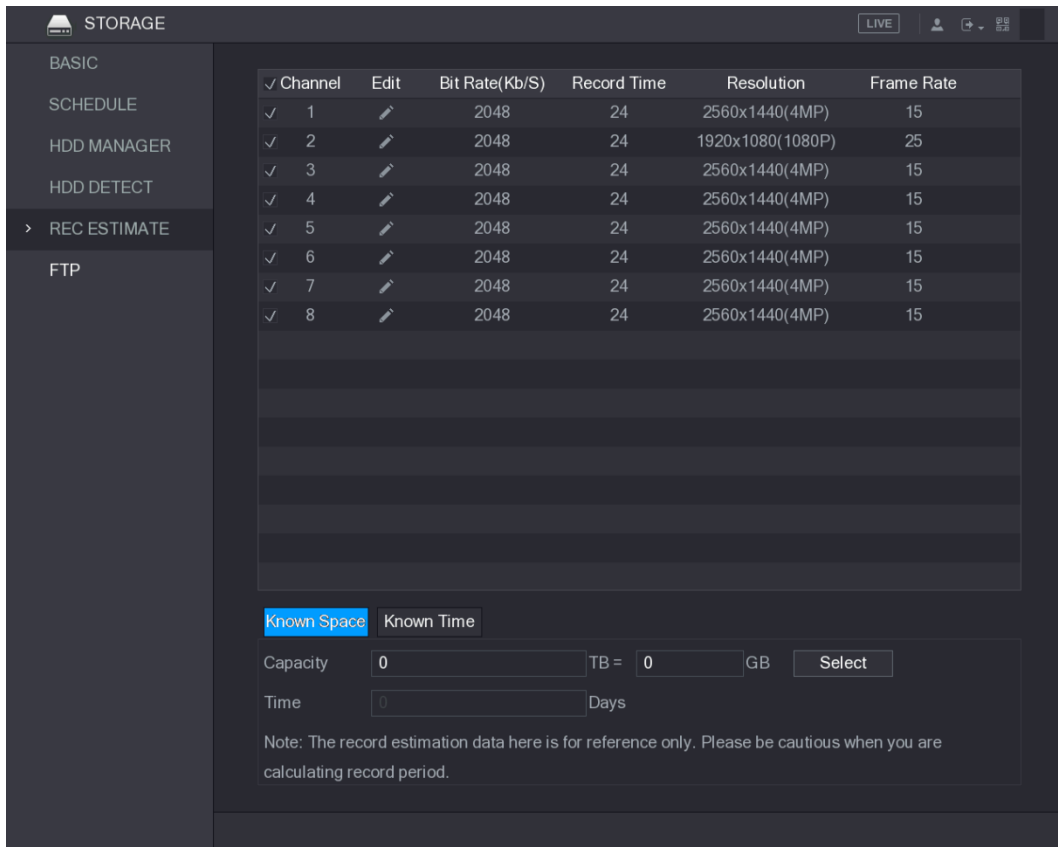 STORAGE LIVE
BASIC
SCHEDULE
HDD MANAGER
HDD DETECT
> REC ESTIMATE
FTP
Channel Edit Bit Rate(Kb/S) Record Time Resolution Frame Rate
1 2048 24 2560x1440(4MP) 15
2 2048 24 1920x1080(1080P) 25
3 2048 24 2560x1440(4MP) 15
4 2048 24 2560x1440(4MP) 15
5 2048 24 2560x1440(4MP) 15
6 2048 24 2560x1440(4MP) 15
7 2048 24 2560x1440(4MP) 15
8 2048 24 2560x1440(4MP) 15
Known Space Known Time
Capacity 0 TB = 0 GB Select
Time 0 Days
Note: The record estimation data here is for reference only. Please be cautious when you are
calculating record period.